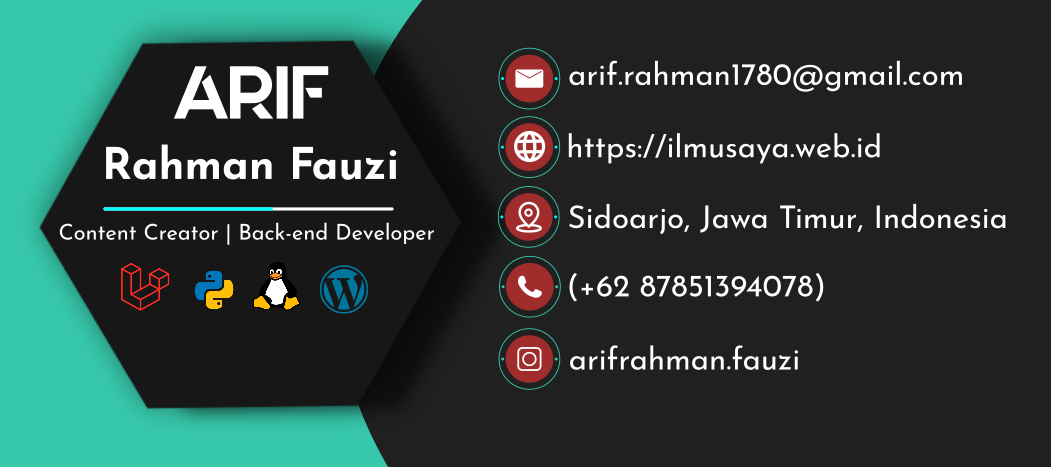 ARIF
Rahman Fauzi
Content Creator | Back-end Developer
arif.rahman1780@gmail.com
https://ilmusaya.web.id
Sidoarjo, Jawa Timur, Indonesia
(+62 87851394078)
arifrahman.fauzi